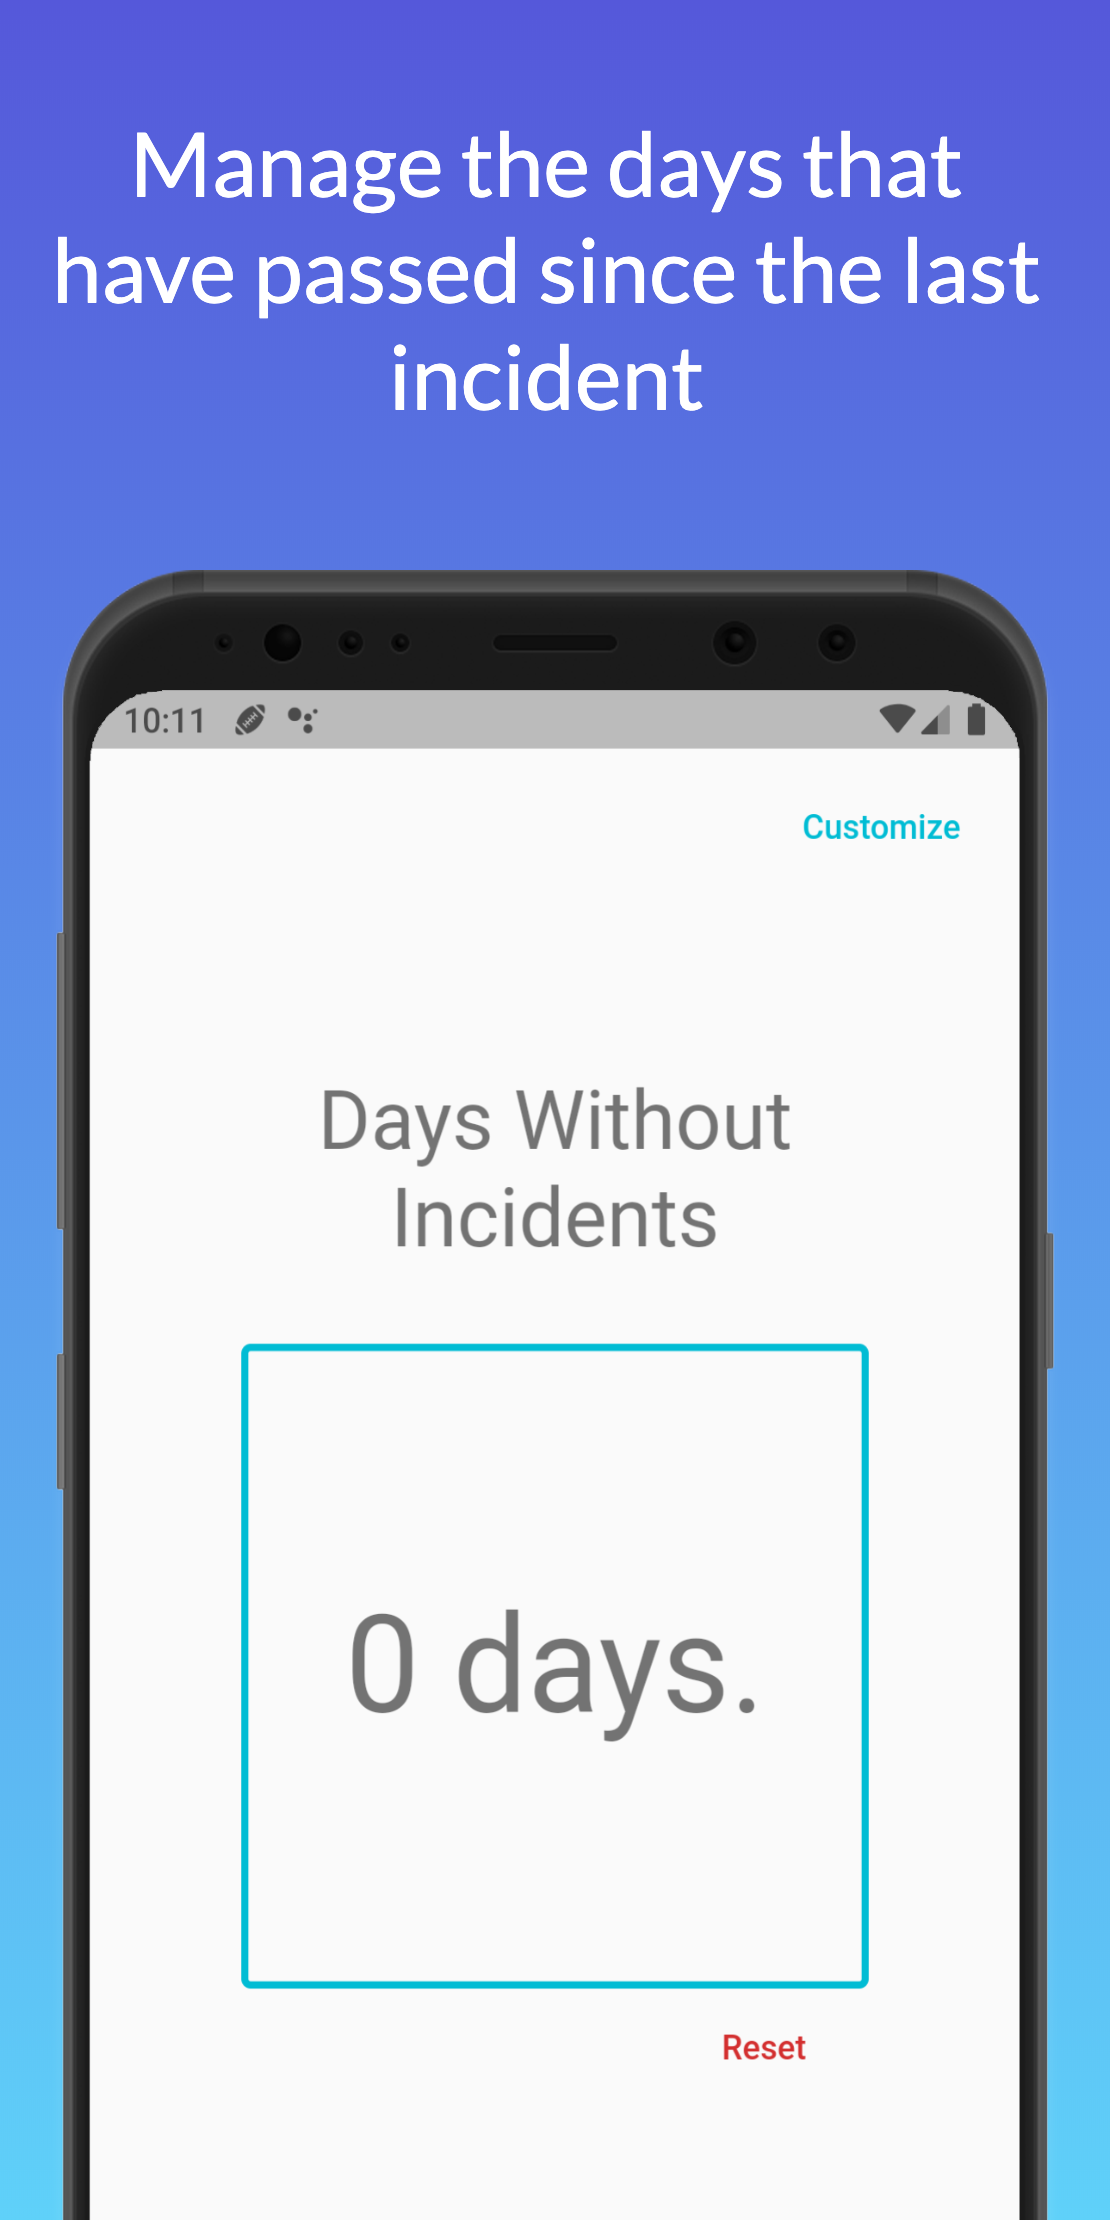 Manage the days that
have passed since the last
incident
10:11
Customize
Days Without
Incidents
0 days.
Reset